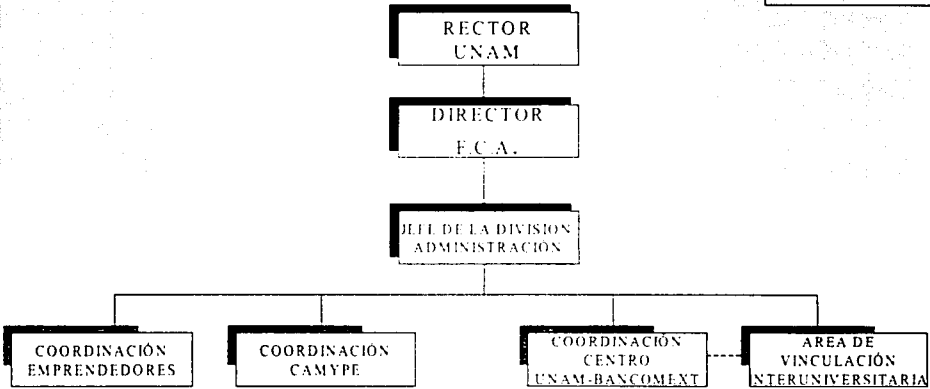 RECTOR
UNAM
DIRECTOR
F.C.A.
JEFE DE LA DIVISION
ADMINISTRACIÓN
COORDINACIÓN
EMPRENDEDORES
COORDINACIÓN
CAMYPE
COORDINACIÓN
CENTRO
UNAM-BANCOMEXT
AREA DE
VINCULACIÓN
INTERUNIVERSITARIA